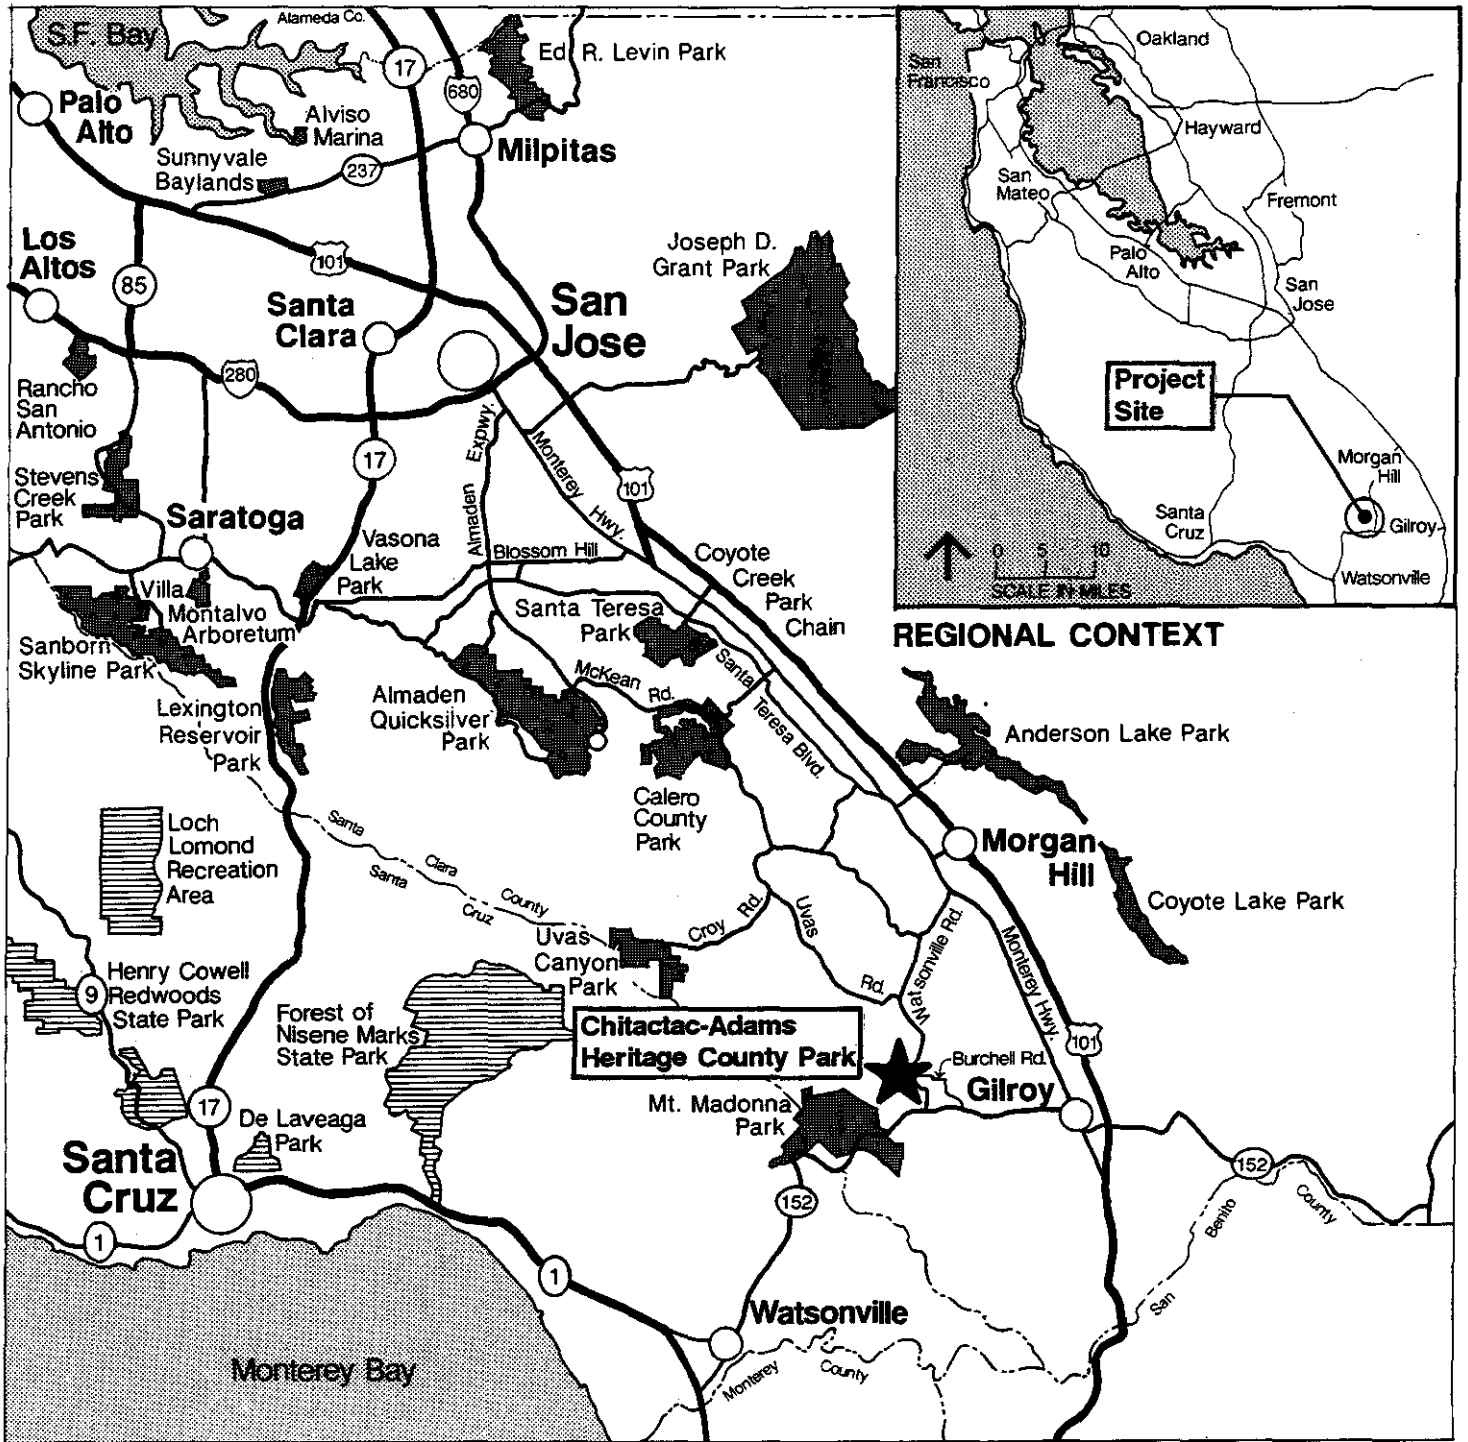 Alameda Co.
S.F. Bay
17
680
Ed R. Levin Park
Palo
Alto
Alviso
Marina
Milpitas
Sunnyvale
Baylands
237
Los
Altos
101
85
Joseph D.
Grant Park
Santa
Clara
San
Jose
280
Rancho
San
Antonio
Expwy.
Almaden
Monterey
Hwy.
17
101
Stevens
Creek
Park
Saratoga
Vasona
Lake
Park
Blossom Hill
Coyote
Creek
Park
Chain
Villa
Montalvo
Arboretum
Santa Teresa
Park
Sanborn
Skyline Park
McKean
Rd.
Santa
Teresa Blvd.
Lexington
Reservoir
Park
Almaden
Quicksilver
Park
Calero
County
Park
Anderson Lake Park
Loch
Lomond
Recreation
Area
Santa
Clara
County
Santa
Cruz
Morgan
Hill
Coyote Lake Park
Croy
Rd.
Uvas
Rd.
Watsonville Rd.
Monterey Hwy.
Uvas
Canyon
Park
9
Henry Cowell
Redwoods
State Park
Forest of
Nisene Marks
State Park
Chitactac-Adams
Heritage County Park
101
Burchell Rd.
Gilroy
Mt. Madonna
Park
17
De Laveaga
Park
Santa
Cruz
152
152
1
1
San
Benito
County
Watsonville
Monterey
County
Monterey Bay
Oakland
San
Francisco
Hayward
San
Mateo
Fremont
Palo
Alto
San
Jose
Project
Site
Morgan
Hill
Santa
Cruz
Gilroy
Watsonville
0 5 10
SCALE IN MILES
REGIONAL CONTEXT